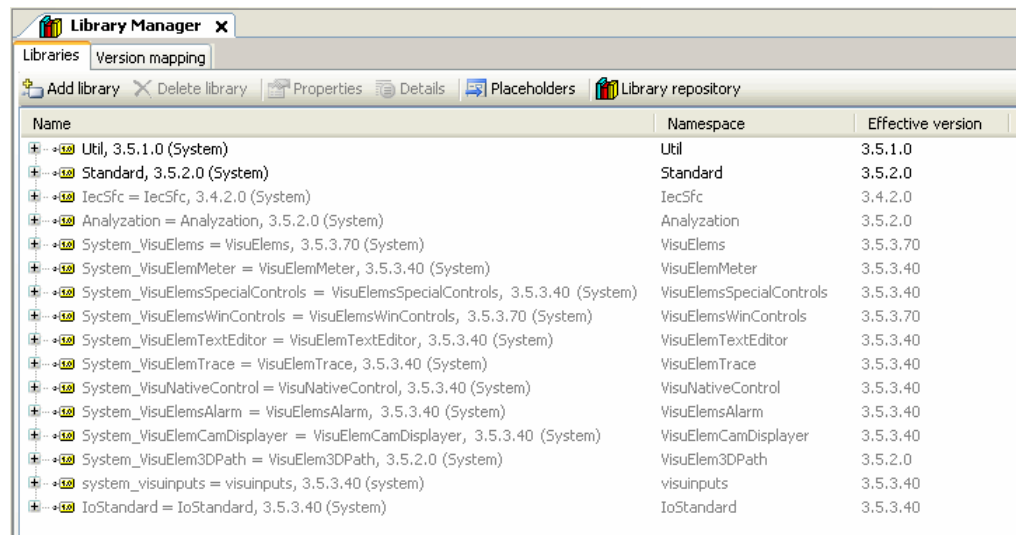 Library Manager X
Libraries Version mapping
Add library Delete library Properties Details Placeholders Library repository
Name Namespace Effective version
Util, 3.5.1.0 (System) Util 3.5.1.0
Standard, 3.5.2.0 (System) Standard 3.5.2.0
IecSfc = IecSfc, 3.4.2.0 (System) IecSfc 3.4.2.0
Analyzation = Analyzation, 3.5.2.0 (System) Analyzation 3.5.2.0
System_VisuElems = VisuElems, 3.5.3.70 (System) VisuElems 3.5.3.70
System_VisuElemMeter = VisuElemMeter, 3.5.3.40 (System) VisuElemMeter 3.5.3.40
System_VisuElemsSpecialControls = VisuElemsSpecialControls, 3.5.3.40 (System) VisuElemsSpecialControls 3.5.3.40
System_VisuElemsWinControls = VisuElemsWinControls, 3.5.3.70 (System) VisuElemsWinControls 3.5.3.70
System_VisuElemTextEditor = VisuElemTextEditor, 3.5.3.40 (System) VisuElemTextEditor 3.5.3.40
System_VisuElemTrace = VisuElemTrace, 3.5.3.40 (System) VisuElemTrace 3.5.3.40
System_VisuNativeControl = VisuNativeControl, 3.5.3.40 (System) VisuNativeControl 3.5.3.40
System_VisuElemsAlarm = VisuElemsAlarm, 3.5.3.40 (System) VisuElemsAlarm 3.5.3.40
System_VisuElemCamDisplayer = VisuElemCamDisplayer, 3.5.3.40 (System) VisuElemCamDisplayer 3.5.3.40
System_VisuElem3DPath = VisuElem3DPath, 3.5.2.0 (System) VisuElem3DPath 3.5.2.0
system_visuinputs = visuinputs, 3.5.3.40 (system) visuinputs 3.5.3.40
IoStandard = IoStandard, 3.5.3.40 (System) IoStandard 3.5.3.40